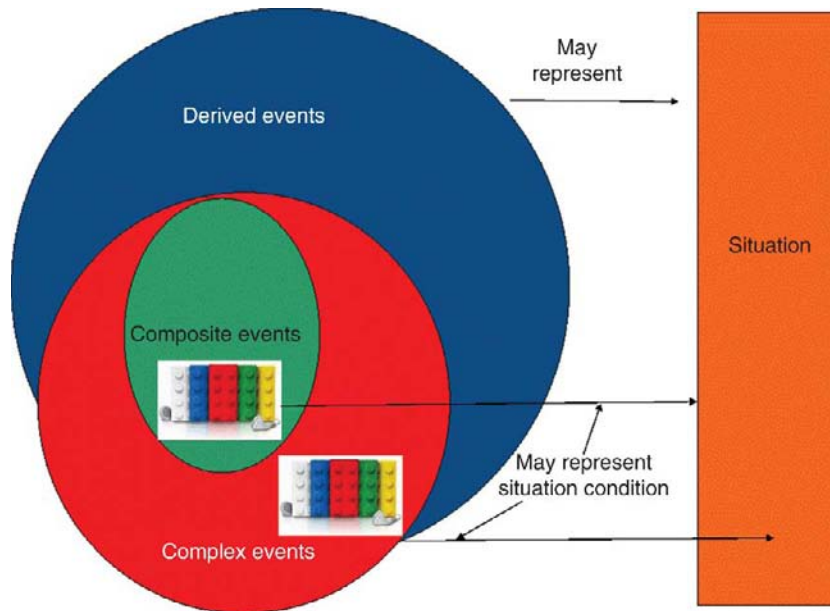 May
represent
Derived events
Situation
Composite events
May represent
situation condition
Complex events